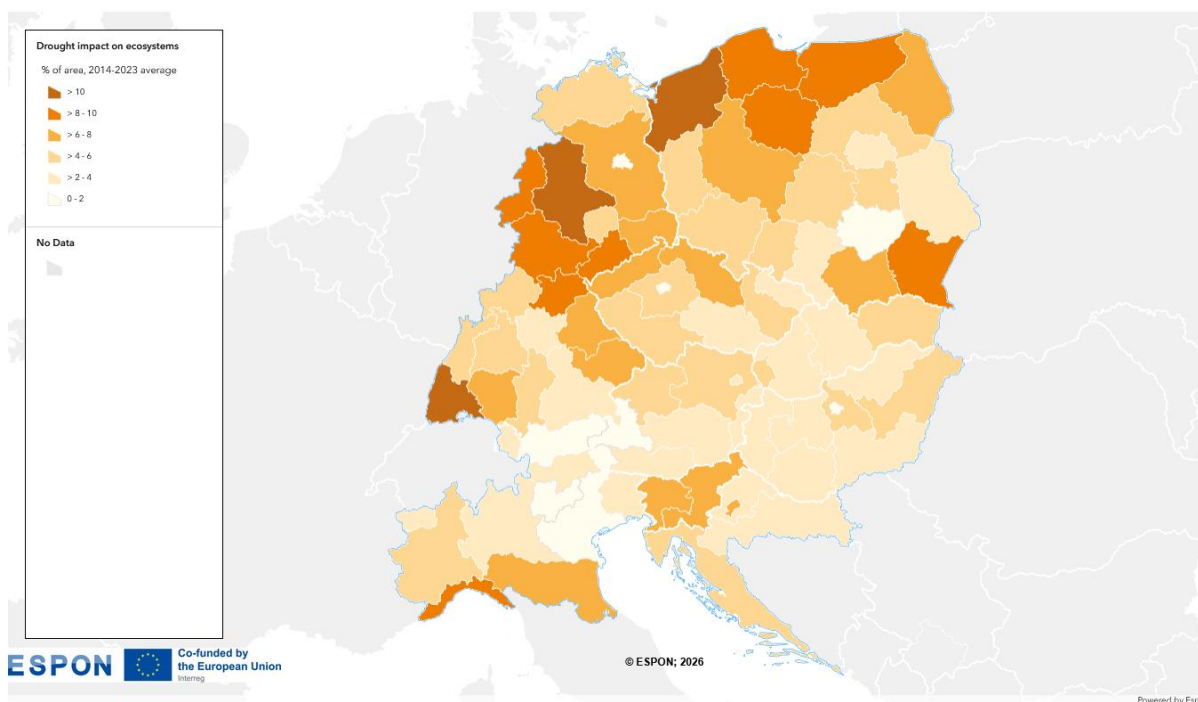 Drought impact on ecosystems
% of area, 2014-2023 average
> 10
> 8 - 10
> 6 - 8
> 4 - 6
> 2 - 4
0 - 2
No Data
ESPON
Co-funded by
the European Union
Interreg
© ESPON; 2026
Powered by Esr